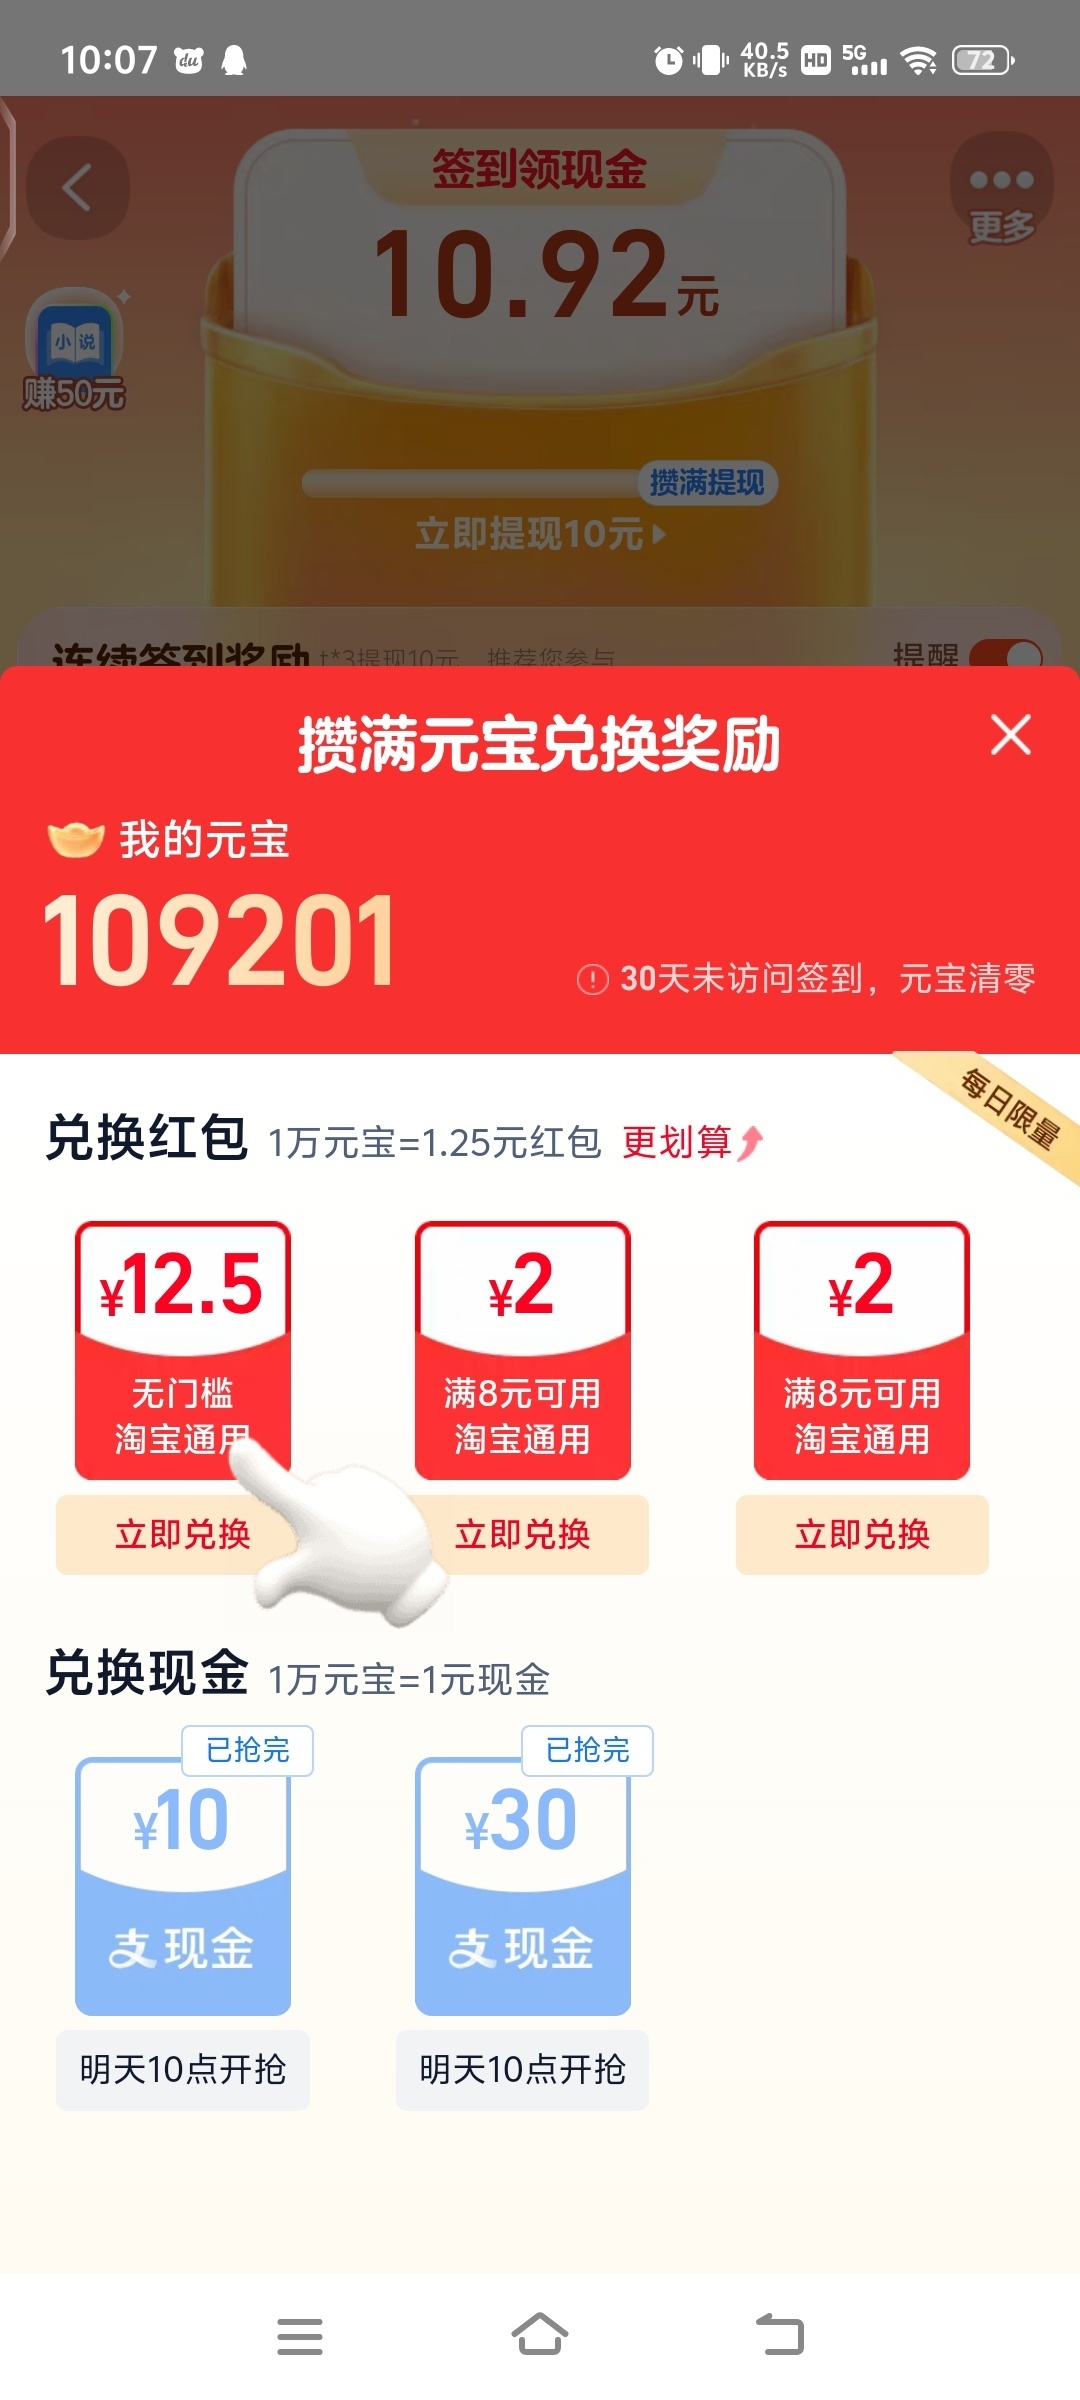 10:07
du
40.5
KB/s
HD
5G
72
签到领现金
10.92元
更多
小说
赚50元
攒满提现
立即提现10元
连续签到奖励 t*3提现10元 推荐您参与
提醒
攒满元宝兑换奖励
我的元宝
109201
30天未访问签到，元宝清零
每日限量
兑换红包 1万元宝=1.25元红包 更划算
¥12.5
无门槛
淘宝通用
立即兑换
¥2
满8元可用
淘宝通用
立即兑换
¥2
满8元可用
淘宝通用
立即兑换
兑换现金 1万元宝=1元现金
已抢完
¥10
支现金
明天10点开抢
已抢完
¥30
支现金
明天10点开抢